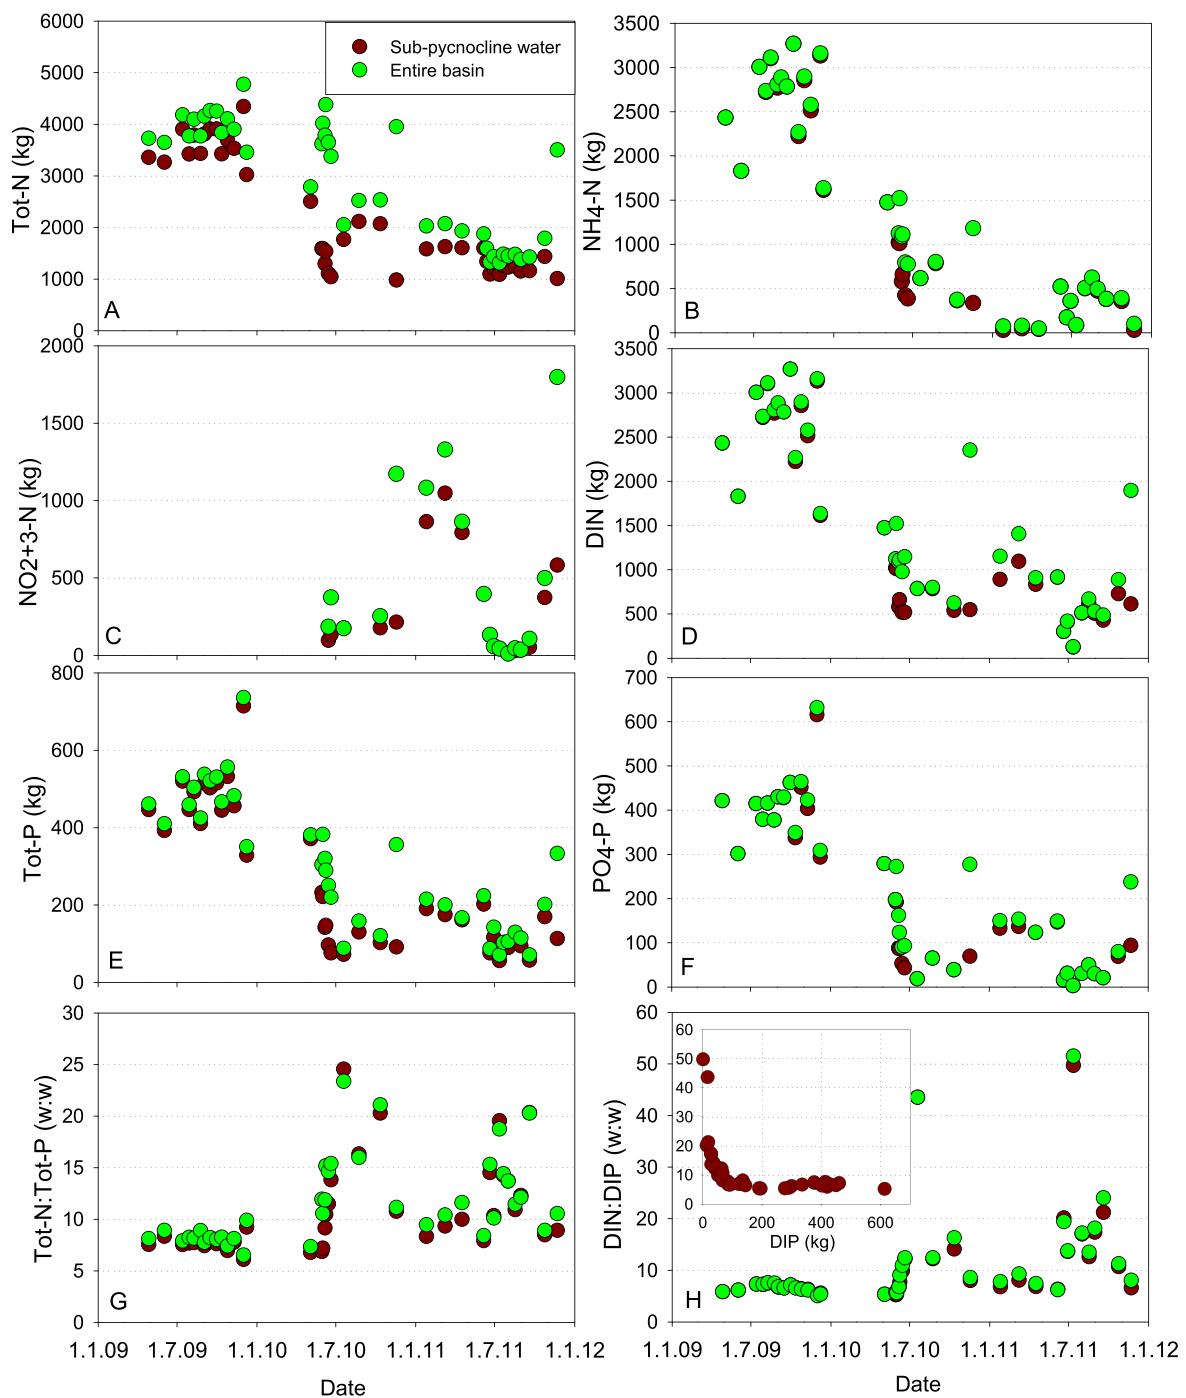 6000
5000
4000
3000
2000
1000
0
Tot-N (kg)
Sub-pycnocline water
Entire basin
A
3500
3000
2500
2000
1500
1000
500
0
NH4-N (kg)
B
2000
1500
1000
500
0
NO2+3-N (kg)
C
3500
3000
2500
2000
1500
1000
500
0
DIN (kg)
D
800
600
400
200
0
Tot-P (kg)
E
700
600
500
400
300
200
100
0
PO4-P (kg)
F
30
25
20
15
10
5
0
Tot-N:Tot-P (w:w)
G
1.1.09 1.7.09 1.1.10 1.7.10 1.1.11 1.7.11 1.1.12
Date
60
50
40
30
20
10
0
DIN:DIP (w:w)
60
50
40
30
20
10
0
0 200 400 600
DIP (kg)
H
1.1.09 1.7.09 1.1.10 1.7.10 1.1.11 1.7.11 1.1.12
Date